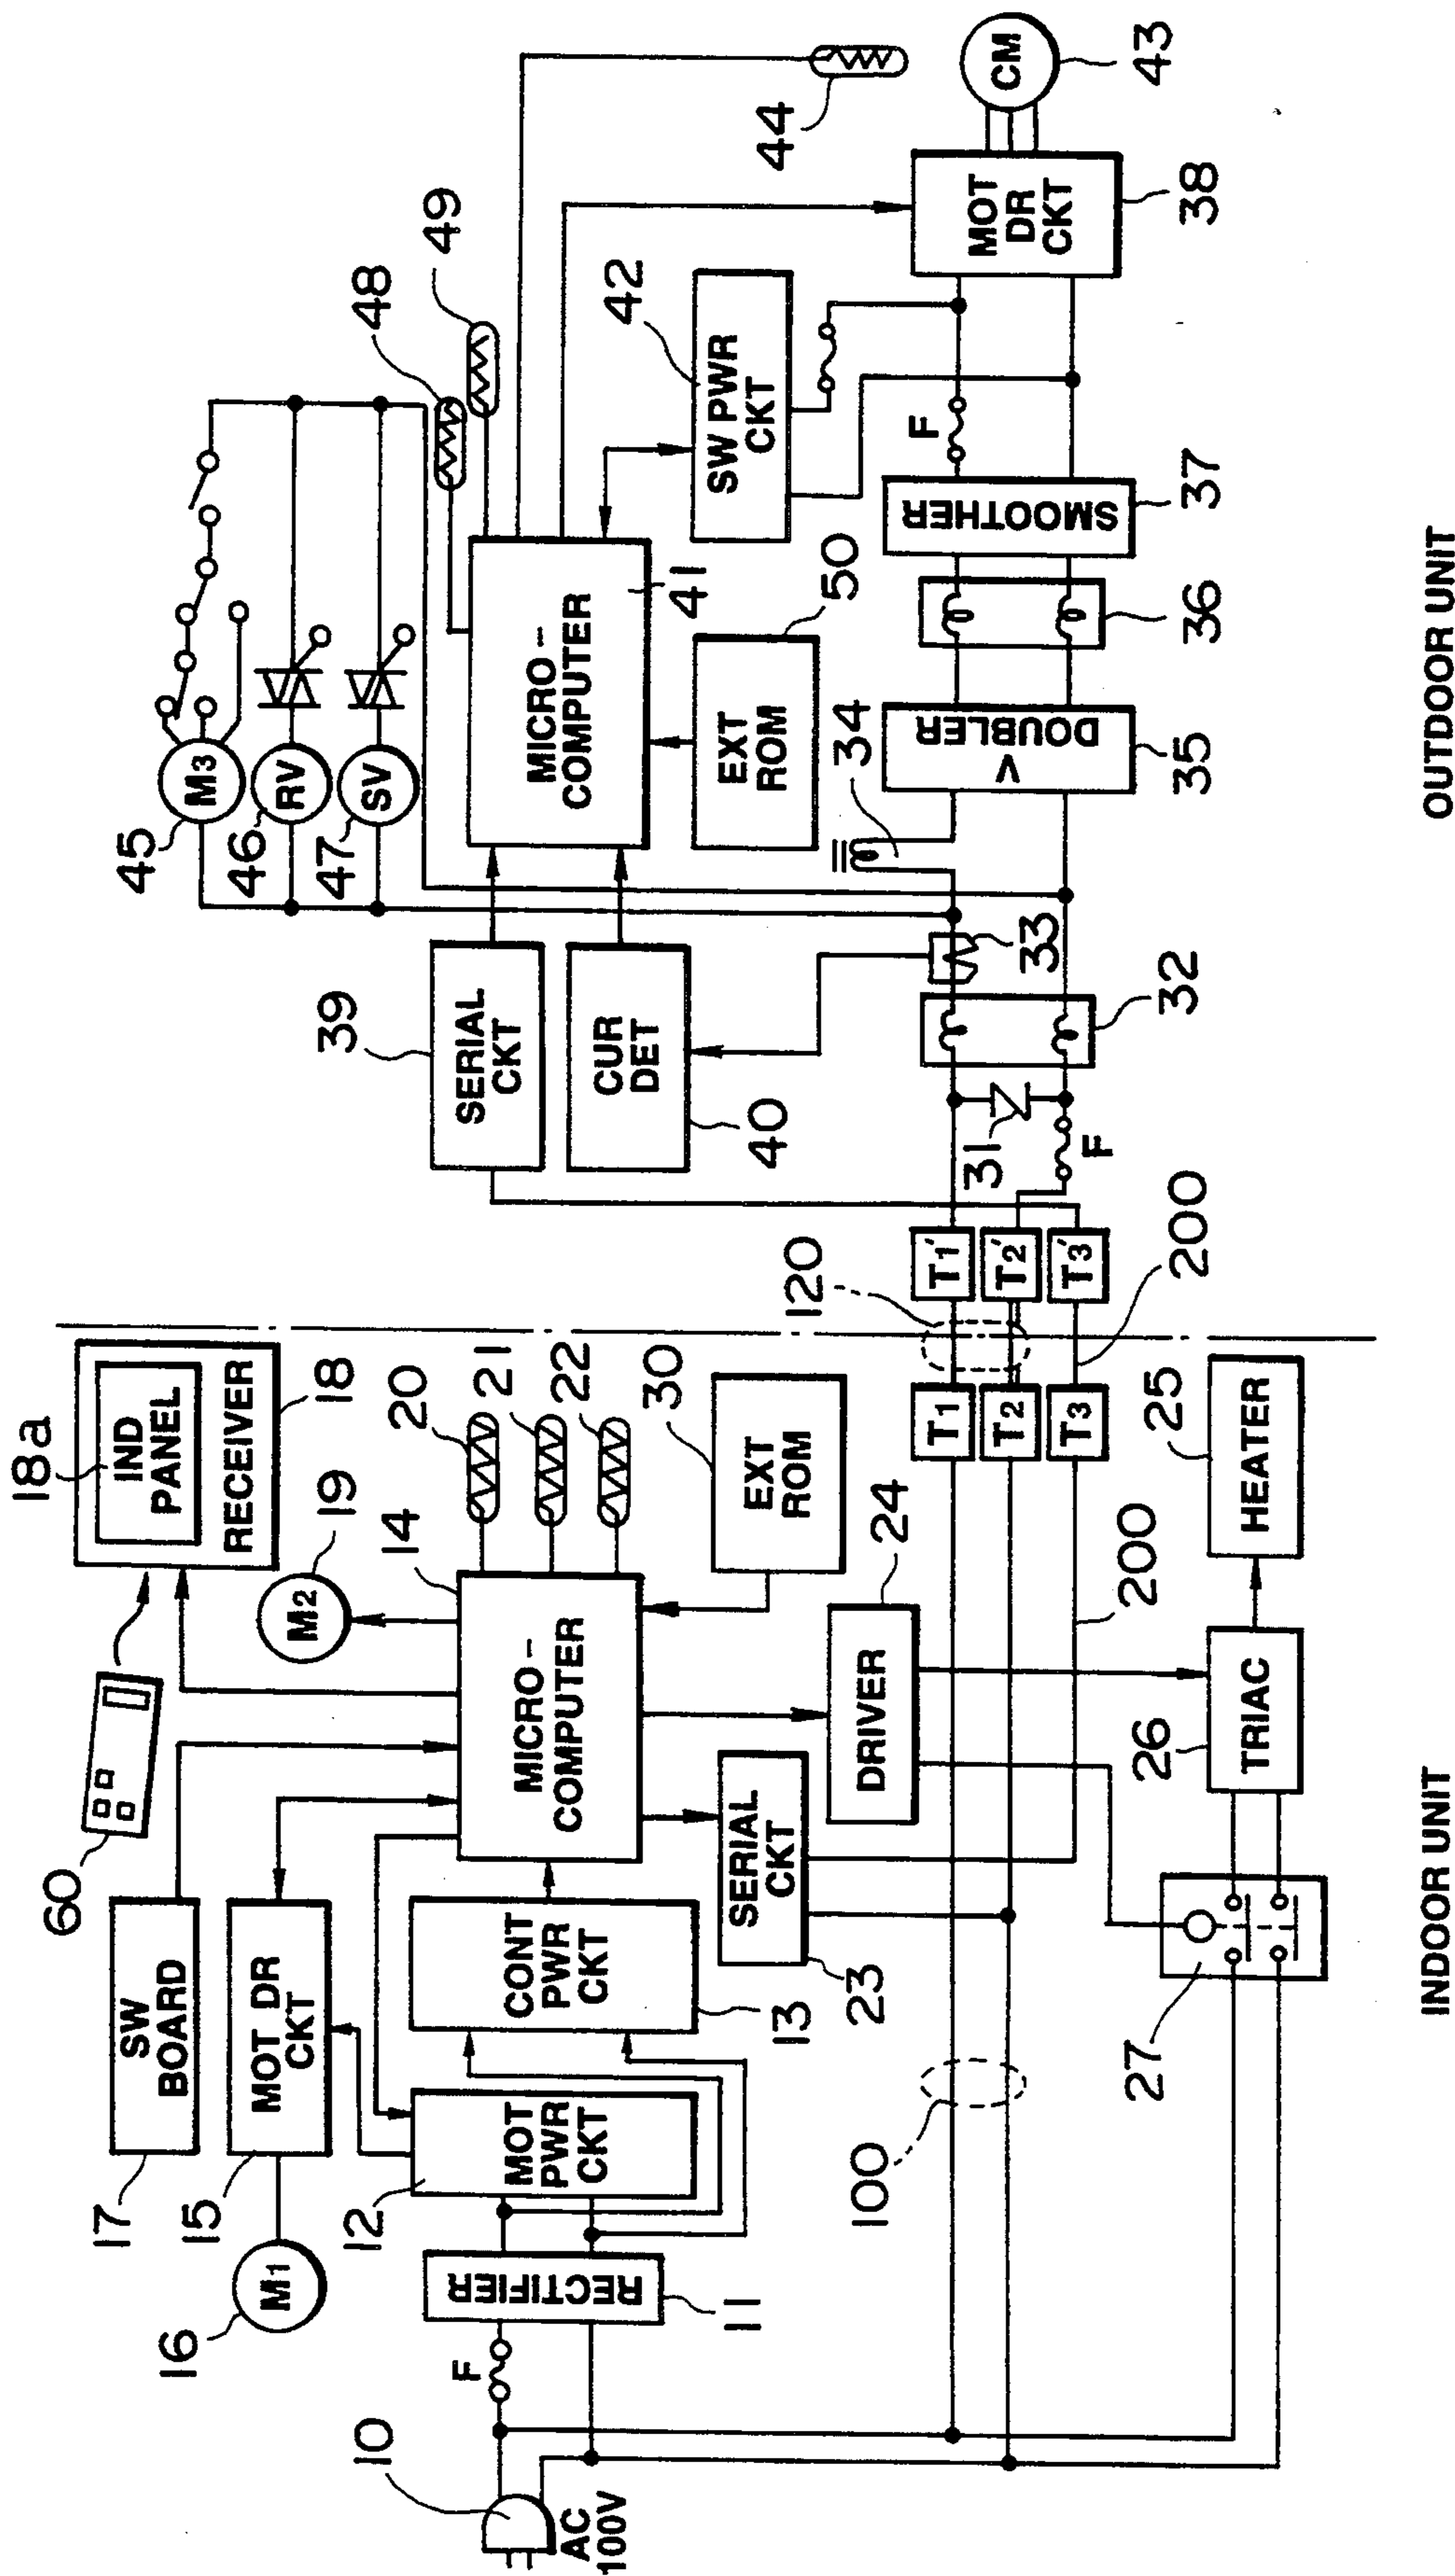 18a
IND
PANEL
RECEIVER
18
60
SW
BOARD
17
MOT DR
CKT
15
M1
16
M2
19
14
MICRO-
COMPUTER
20
21
22
CONT
PWR
CKT
13
MOT
PWR
CKT
12
RECTIFIER
11
F
10
AC
100V
EXT
ROM
30
SERIAL
CKT
23
DRIVER
24
100
200
T1
T2
T3
120
T1'
T2'
T3'
200
27
TRIAC
26
HEATER
25
INDOOR UNIT
M3
45
RV
46
SV
47
48
49
44
SERIAL
CKT
39
CUR
DET
40
MICRO-
COMPUTER
41
EXT
ROM
50
SW PWR
CKT
42
31
F
32
33
34
V
DOUBLER
35
36
SMOOTHER
37
F
MOT
DR
CKT
38
CM
43
OUTDOOR UNIT